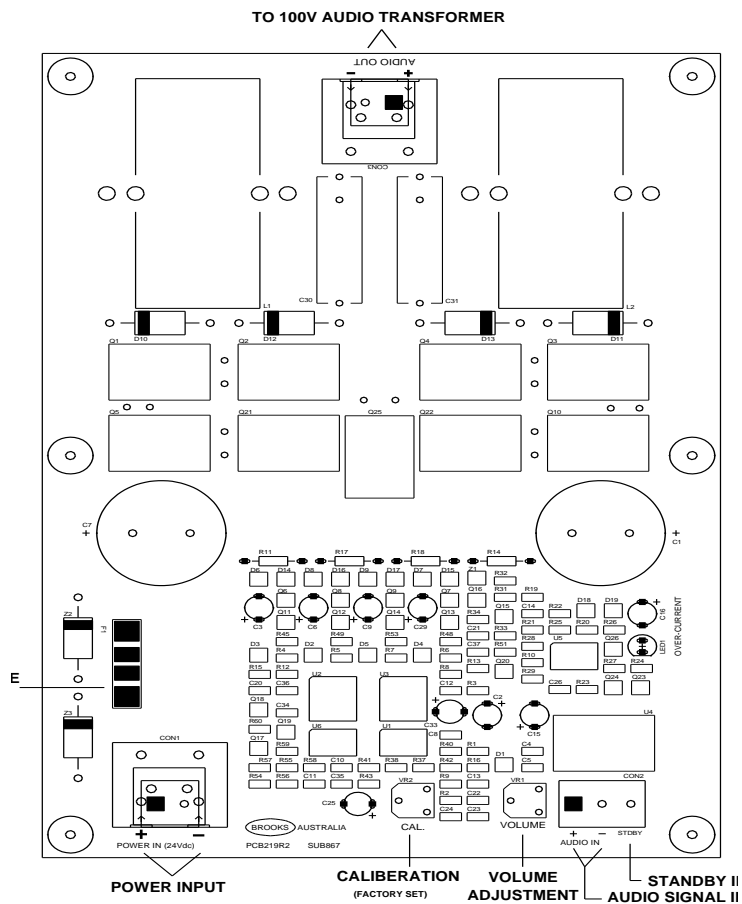 TO 100V AUDIO TRANSFORMER
AUDIO OUT
− +
CON3
C30 C31
L1 L2
D10 D12 D13 D11
Q1 Q2 Q4 Q3
Q5 Q21 Q25 Q22 Q10
C7 C1
R11 R17 R18 R14
D6 D14 D8 D16 D9 D17 D7 D15 Z1 R32
Q6 Q8 Q9 Q7 Q16 R31 R19
C3 C6 C9 C29
Q11 Q12 Q14 Q13 R34 Q15 C14 R22 D18 D19 C16
R45 R49 R53 R48 C21 R33 R21 R25 R20 R26
Z2 F1
D3 R4 D2 R5 D5 R7 D4 R6 C37 R51 R28 U5 Q26 LED1
OVER-CURRENT
R15 R12 R8 R13 Q20 R10 R27 R24
E
C20 C36 U2 U3 C12 R3 R29 C26 R23 Q24 Q23
Q18 C34 C2
Z3 R60 Q19 U6 U1 C33 C8 C15 U4
CON1
Q17 R59 R40 R1 C4
R57 R55 R58 C10 R41 R38 R37 R42 R16 D1 C5
R54 R56 C11 C35 R43 VR2 R9 C13 VR1 CON2
C25 R2 C22
C24 C23
+ −
POWER IN (24Vdc)
BROOKS AUSTRALIA
PCB219R2 SUB867
CAL.
VOLUME
+ − STDBY
AUDIO IN
POWER INPUT
CALIBERATION
(FACTORY SET)
VOLUME
ADJUSTMENT
STANDBY I
AUDIO SIGNAL I